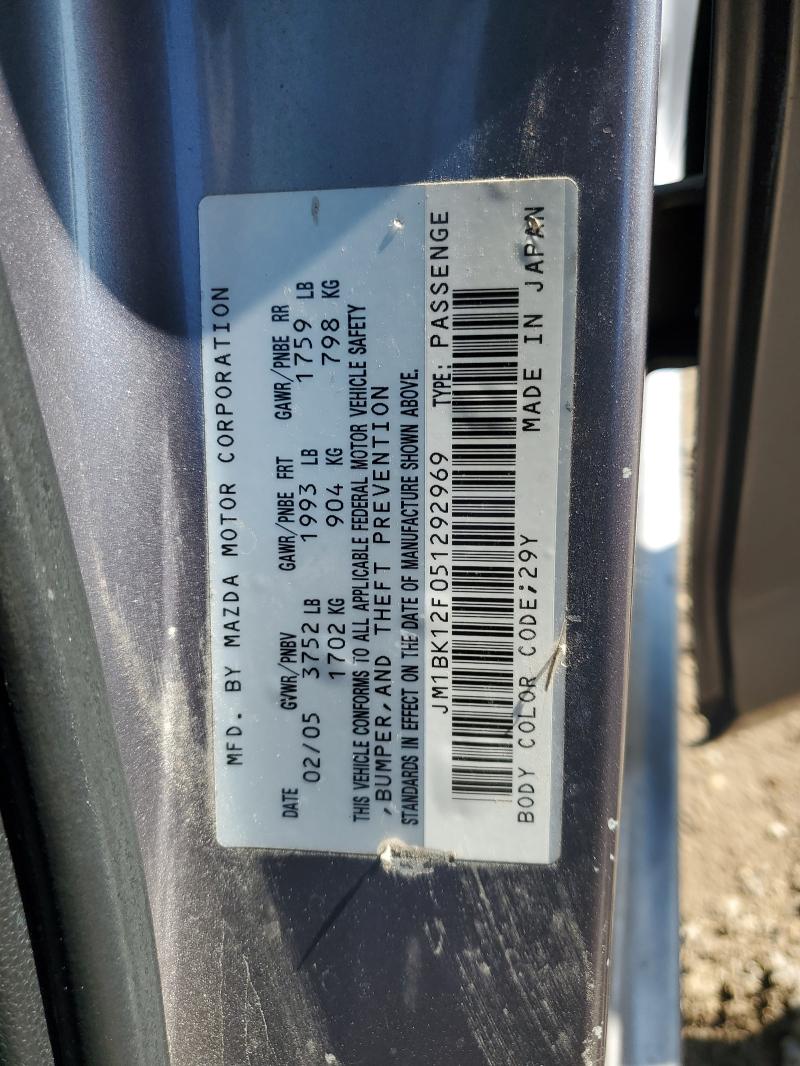 MFD. BY MAZDA MOTOR CORPORATION
DATE GVWR/PNBV GAWR/PNBE FRT GAWR/PNBE RR
02/05 3752 LB 1993 LB 1759 LB
1702 KG 904 KG 798 KG
THIS VEHICLE CONFORMS TO ALL APPLICABLE FEDERAL MOTOR VEHICLE SAFETY
,BUMPER,AND THEFT PREVENTION
STANDARDS IN EFFECT ON THE DATE OF MANUFACTURE SHOWN ABOVE.
JM1BK12F051292969 TYPE: PASSENGE
BODY COLOR CODE;29Y MADE IN JAPAN